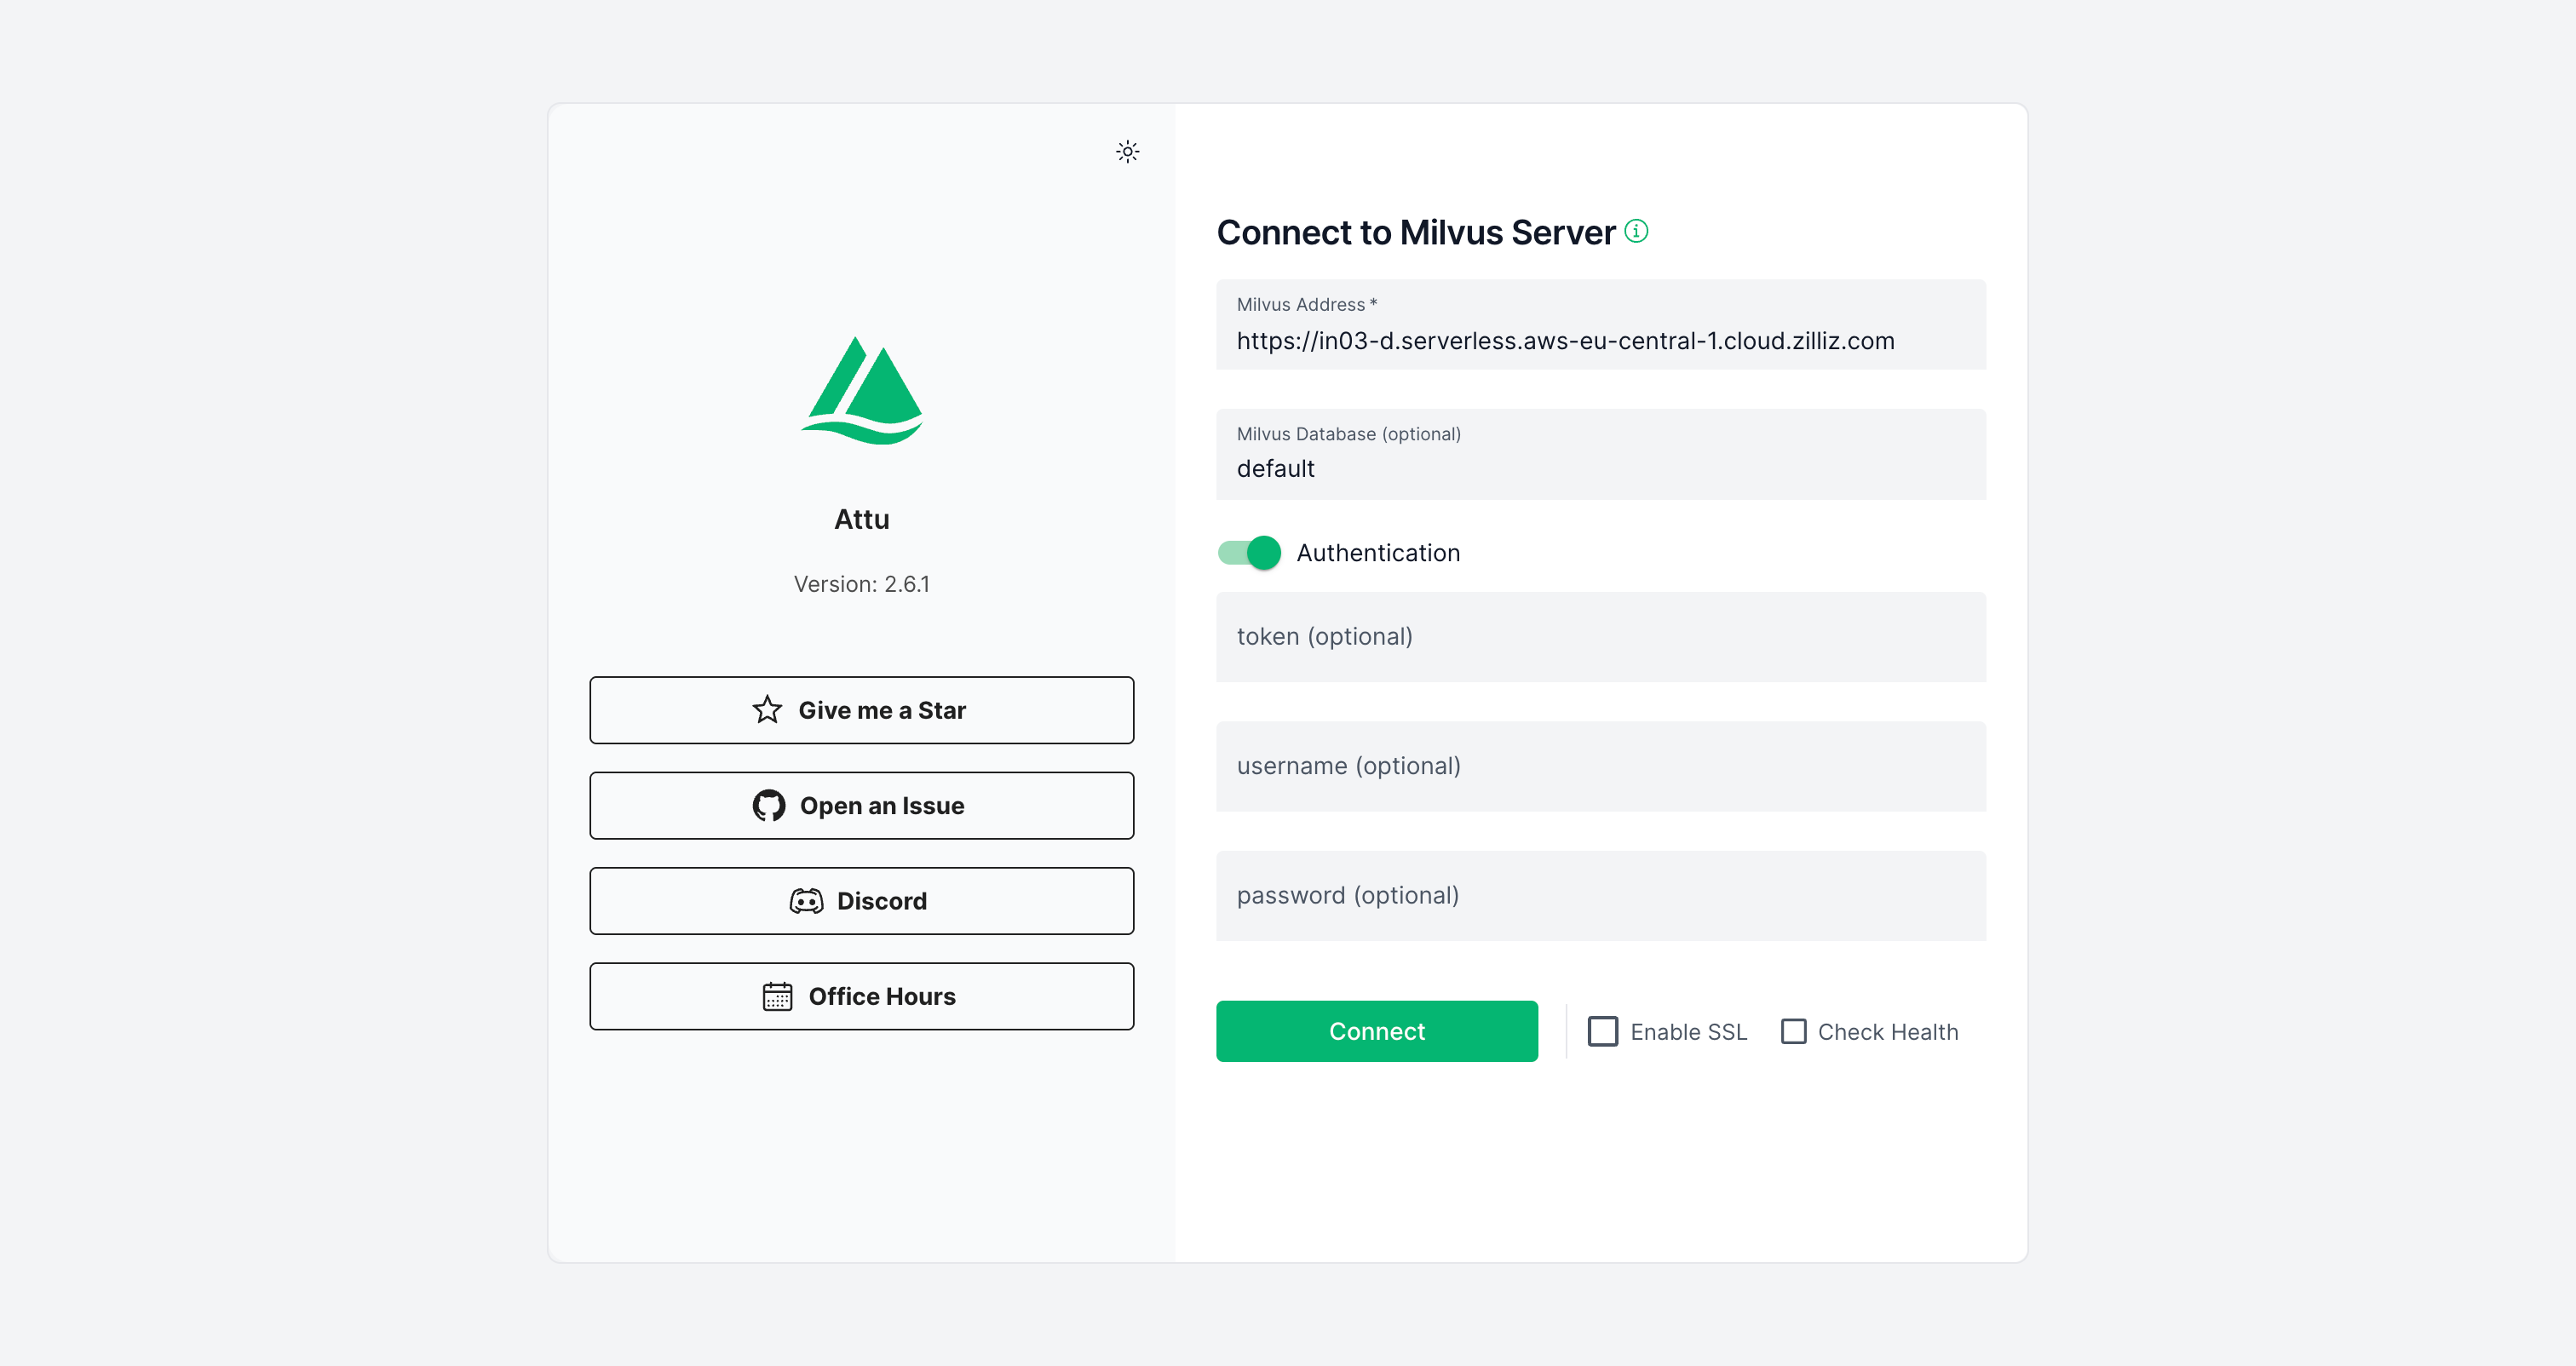 Attu
Version: 2.6.1
Give me a Star
Open an Issue
Discord
Office Hours
Connect to Milvus Server
Milvus Address *
https://in03-d.serverless.aws-eu-central-1.cloud.zilliz.com
Milvus Database (optional)
default
Authentication
token (optional)
username (optional)
password (optional)
Connect
Enable SSL
Check Health